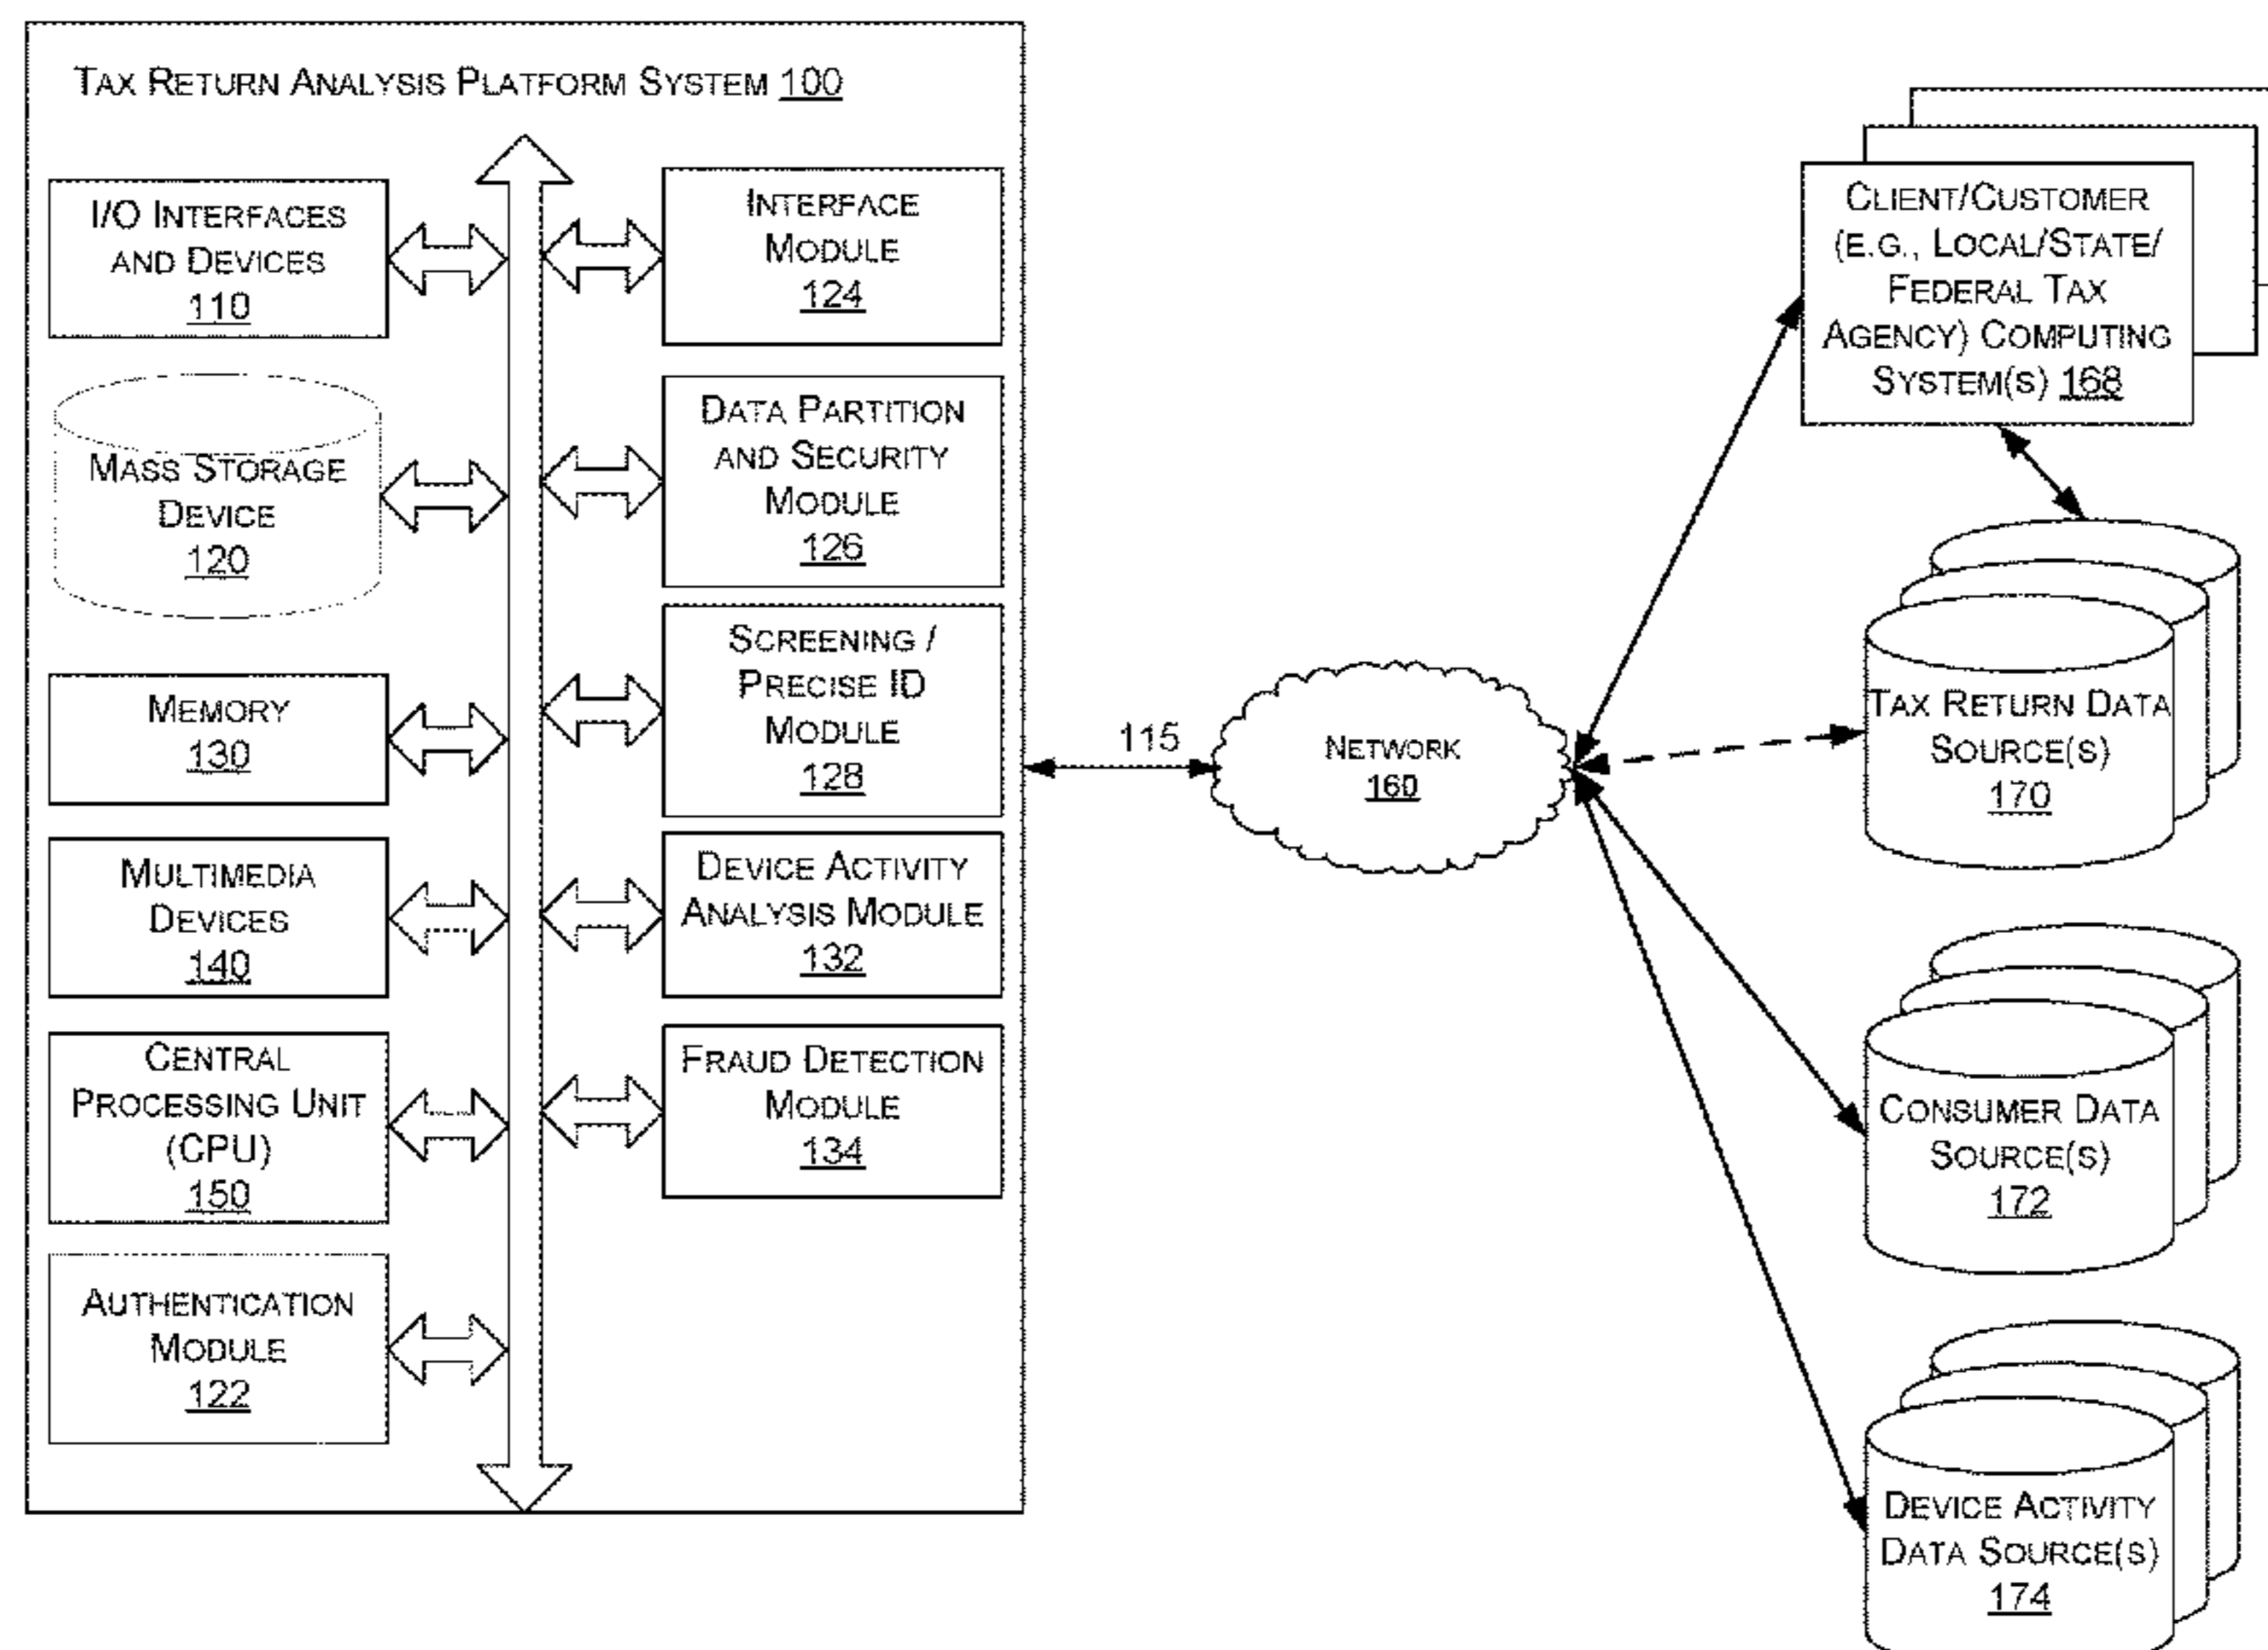 TAX RETURN ANALYSIS PLATFORM SYSTEM 100
I/O INTERFACES
AND DEVICES
110
MASS STORAGE
DEVICE
120
MEMORY
130
MULTIMEDIA
DEVICES
140
CENTRAL
PROCESSING UNIT
(CPU)
150
AUTHENTICATION
MODULE
122
INTERFACE
MODULE
124
DATA PARTITION
AND SECURITY
MODULE
126
SCREENING /
PRECISE ID
MODULE
128
DEVICE ACTIVITY
ANALYSIS MODULE
132
FRAUD DETECTION
MODULE
134
115
NETWORK
160
CLIENT/CUSTOMER
(E.G., LOCAL/STATE/
FEDERAL TAX
AGENCY) COMPUTING
SYSTEM(S) 168
TAX RETURN DATA
SOURCE(S)
170
CONSUMER DATA
SOURCE(S)
172
DEVICE ACTIVITY
DATA SOURCE(S)
174